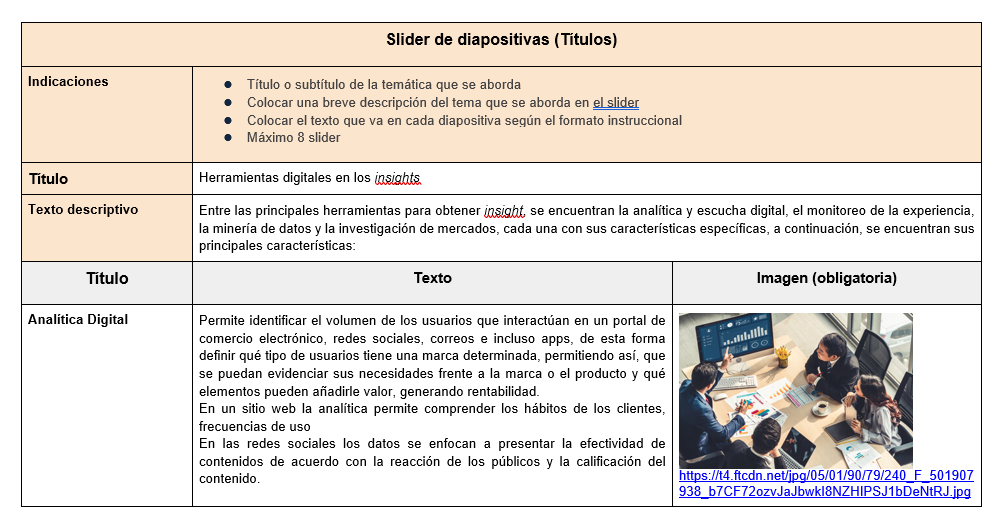 Slider de diapositivas (Títulos)
Indicaciones
● Título o subtítulo de la temática que se aborda
● Colocar una breve descripción del tema que se aborda en el slider
● Colocar el texto que va en cada diapositiva según el formato instruccional
● Máximo 8 slider
Título
Herramientas digitales en los insights
Texto descriptivo
Entre las principales herramientas para obtener insight, se encuentran la analítica y escucha digital, el monitoreo de la experiencia,
la minería de datos y la investigación de mercados, cada una con sus características específicas, a continuación, se encuentran sus
principales características:
Título
Texto
Imagen (obligatoria)
Analítica Digital
Permite identificar el volumen de los usuarios que interactúan en un portal de
comercio electrónico, redes sociales, correos e incluso apps, de esta forma
definir qué tipo de usuarios tiene una marca determinada, permitiendo así, que
se puedan evidenciar sus necesidades frente a la marca o el producto y qué
elementos pueden añadirle valor, generando rentabilidad.
En un sitio web la analítica permite comprender los hábitos de los clientes,
frecuencias de uso
En las redes sociales los datos se enfocan a presentar la efectividad de
contenidos de acuerdo con la reacción de los públicos y la calificación del
contenido.
https://t4.ftcdn.net/jpg/05/01/90/79/240_F_501907
938_b7CF72ozvJaJbwkI8NZHIPSJ1bDeNtRJ.jpg